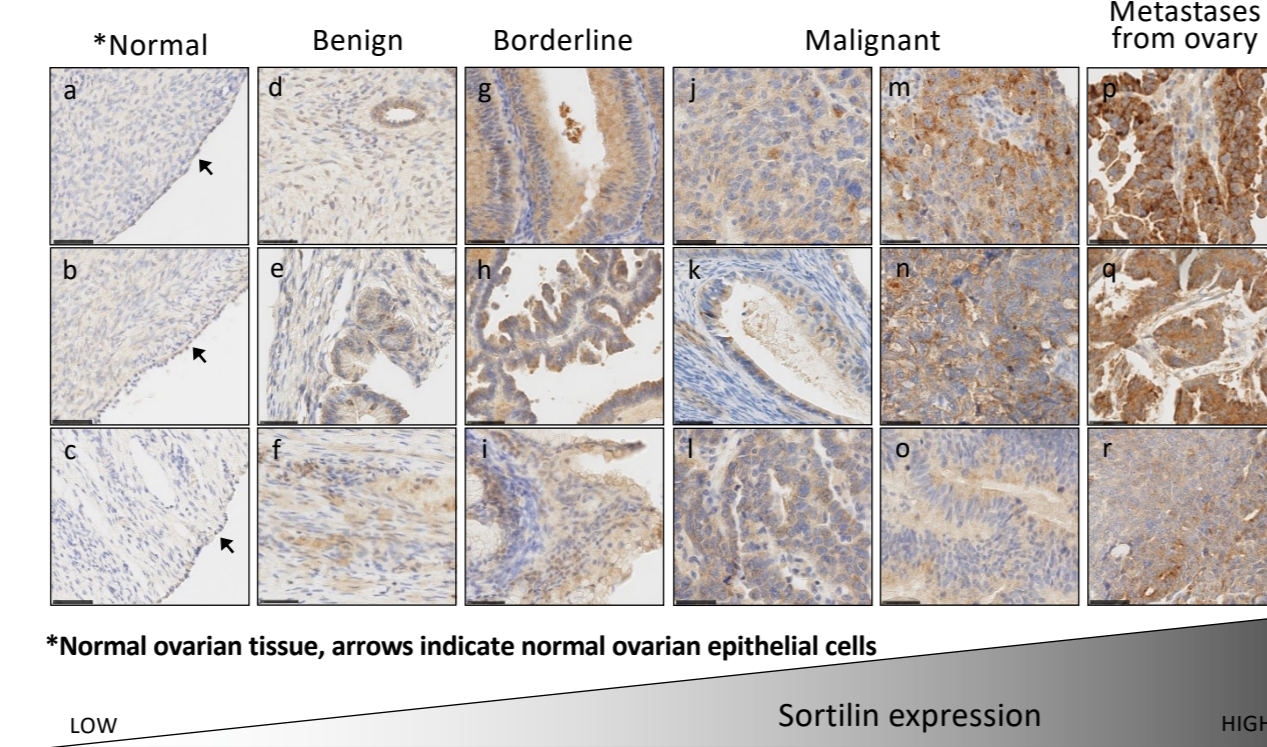 *Normal
Benign
Borderline
Malignant
Metastases
from ovary
a
d
g
j
m
p
b
e
h
k
n
q
c
f
i
l
o
r
*Normal ovarian tissue, arrows indicate normal ovarian epithelial cells
LOW
Sortilin expression
HIGH